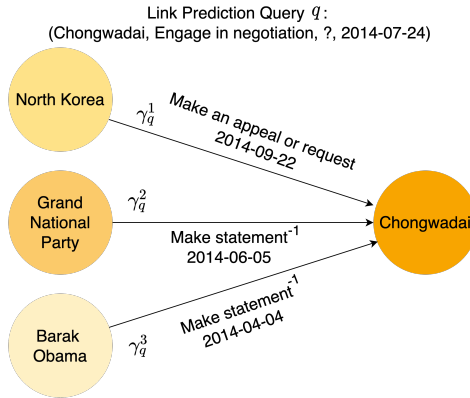 Link Prediction Query q:
(Chongwadai, Engage in negotiation, ?, 2014-07-24)
North Korea
γ_q^1
Make an appeal or request
2014-09-22
Grand
National
Party
γ_q^2
Make statement^-1
2014-06-05
Chongwadai
Barak
Obama
γ_q^3
Make statement^-1
2014-04-04